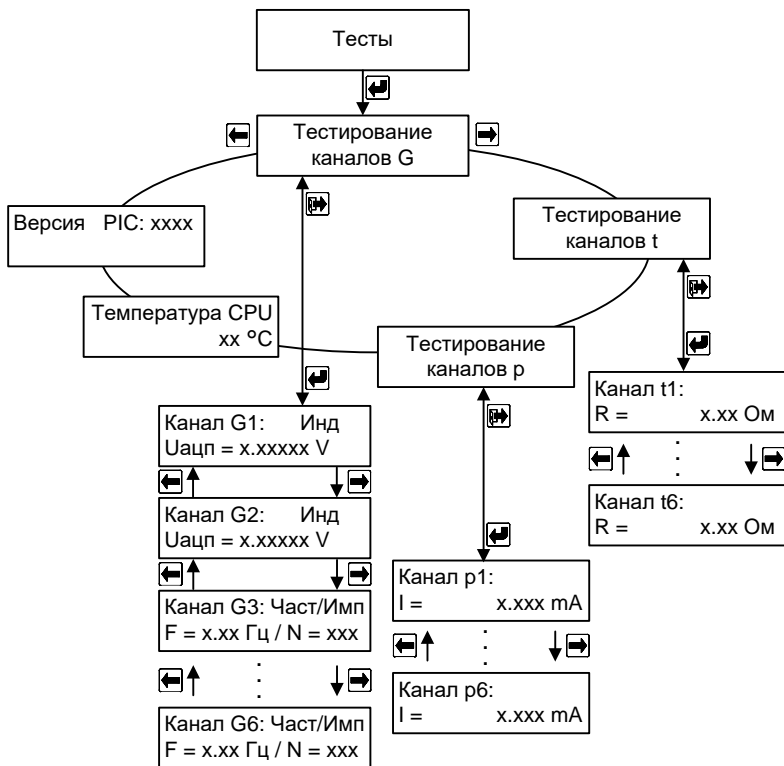 Тесты
Тестирование
каналов G
Версия PIC: xxxx
Тестирование
каналов t
Температура CPU
xx °C
Тестирование
каналов p
Канал t1:
R = x.xx Ом
Канал t6:
R = x.xx Ом
Канал G1: Инд
Uацп = x.xxxxx V
Канал G2: Инд
Uацп = x.xxxxx V
Канал G3: Част/Имп
F = x.xx Гц / N = xxx
Канал G6: Част/Имп
F = x.xx Гц / N = xxx
Канал p1:
I = x.xxx mA
Канал p6:
I = x.xxx mA